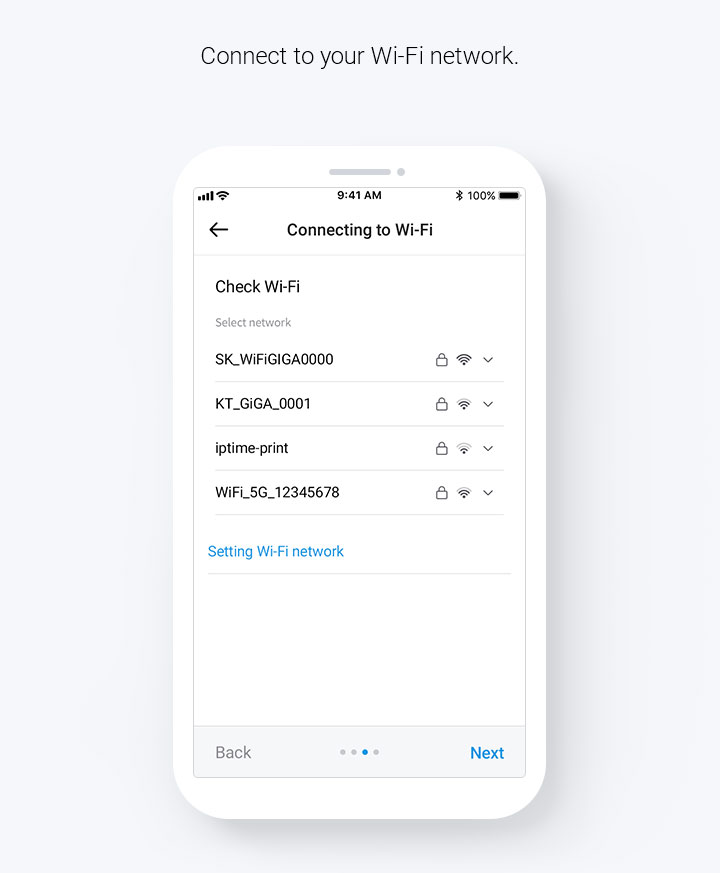 Connect to your Wi-Fi network.
9:41 AM
100%
Connecting to Wi-Fi
Check Wi-Fi
Select network
SK_WiFiGIGA0000
KT_GiGA_0001
iptime-print
WiFi_5G_12345678
Setting Wi-Fi network
Back
Next